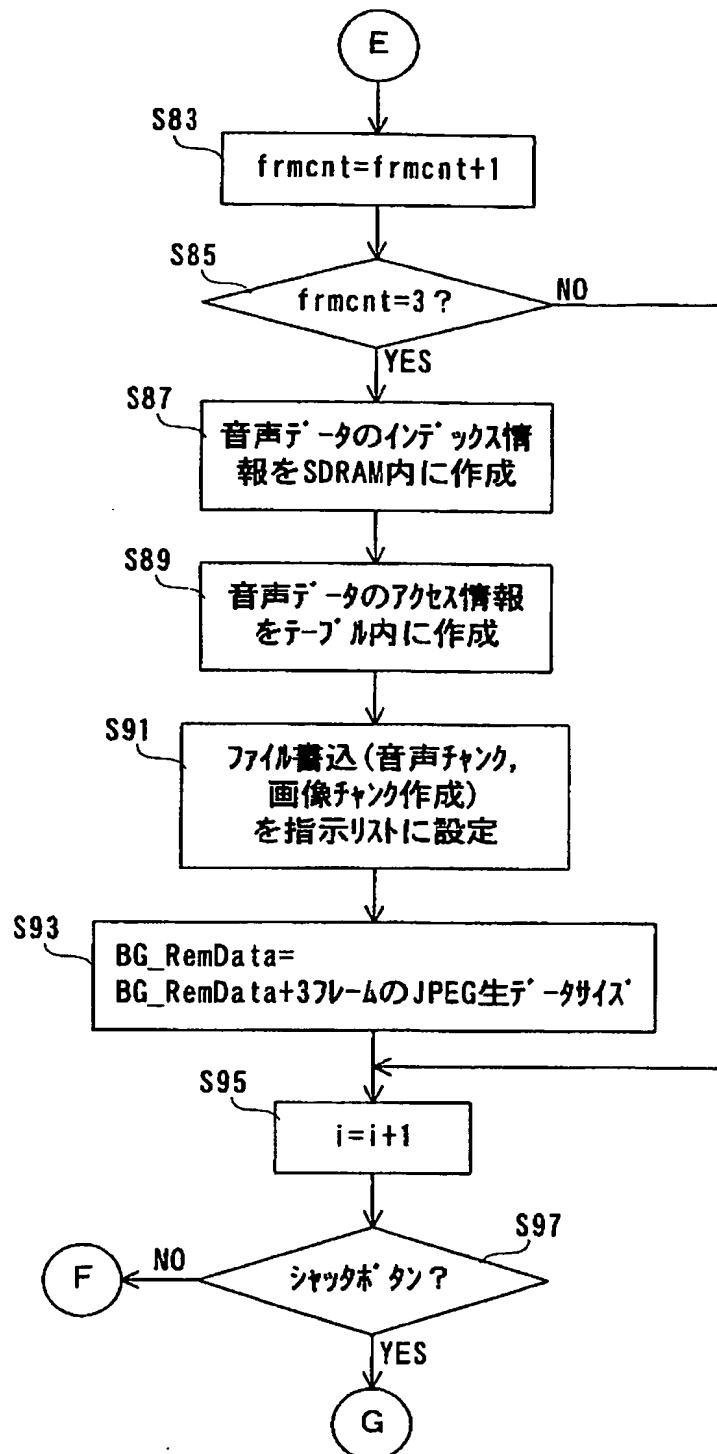 E
S83
frmcnt=frmcnt+1
S85
frmcnt=3?
NO
YES
S87
音声ﾃﾞｰﾀのｲﾝﾃﾞｯｸｽ情
報をSDRAM内に作成
S89
音声ﾃﾞｰﾀのｱｸｾｽ情報
をﾃｰﾌﾞﾙ内に作成
S91
ﾌｧｲﾙ書込(音声ﾁｬﾝｸ,
画像ﾁｬﾝｸ作成)
を指示ﾘｽﾄに設定
S93
BG_RemData=
BG_RemData+3ﾌﾚｰﾑのJPEG生ﾃﾞｰﾀｻｲｽﾞ
S95
i=i+1
S97
ｼｬｯﾀﾎﾞﾀﾝ?
NO
F
YES
G